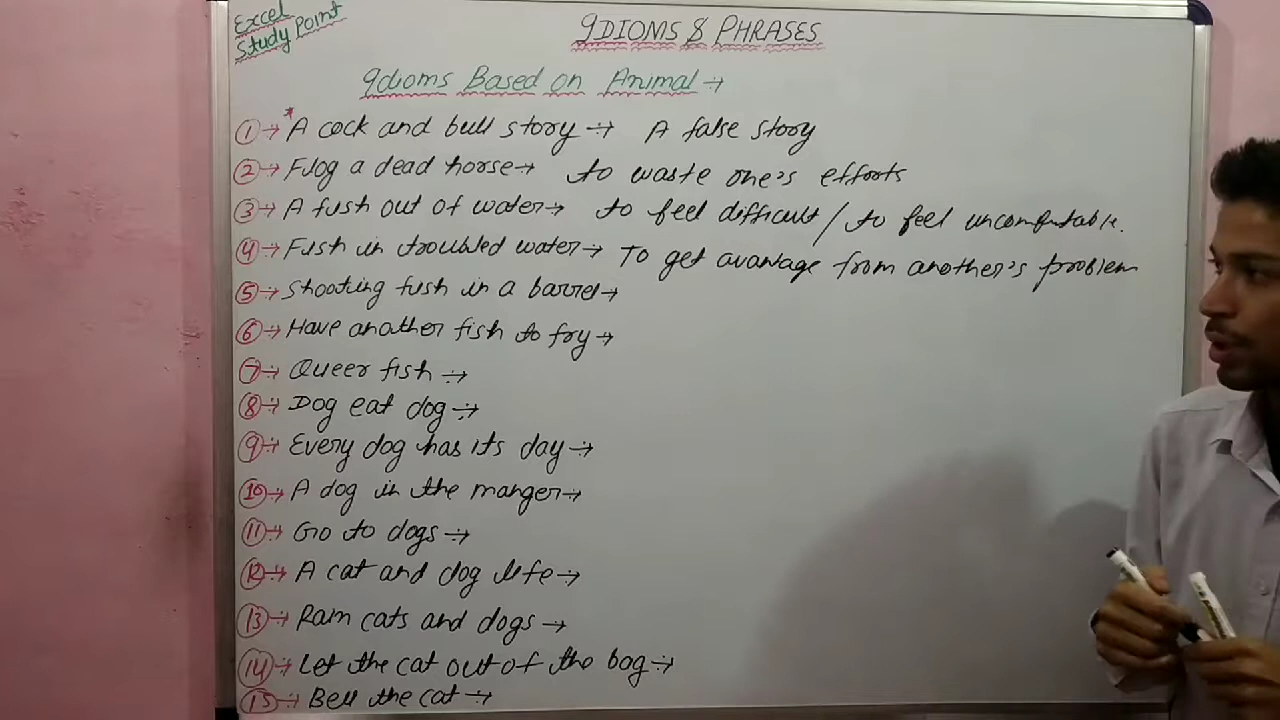 Excel
Study Point
IDIOMS & PHRASES
Idioms Based on Animal →
① → *A cock and bull story → A false story
② → Flog a dead horse → to waste one's efforts
③ → A fish out of water → to feel difficult / to feel uncomfortable.
④ → Fish in troubled water → To get avantage from another's problem
⑤ → Shooting fish in a barrel →
⑥ → Have another fish to fry →
⑦ → Queer fish →
⑧ → Dog eat dog →
⑨ → Every dog has its day →
⑩ → A dog in the manger →
⑪ → Go to dogs →
⑫ → A cat and dog life →
⑬ → Rain cats and dogs →
⑭ → Let the cat out of the bag →
⑮ → Bell the cat →